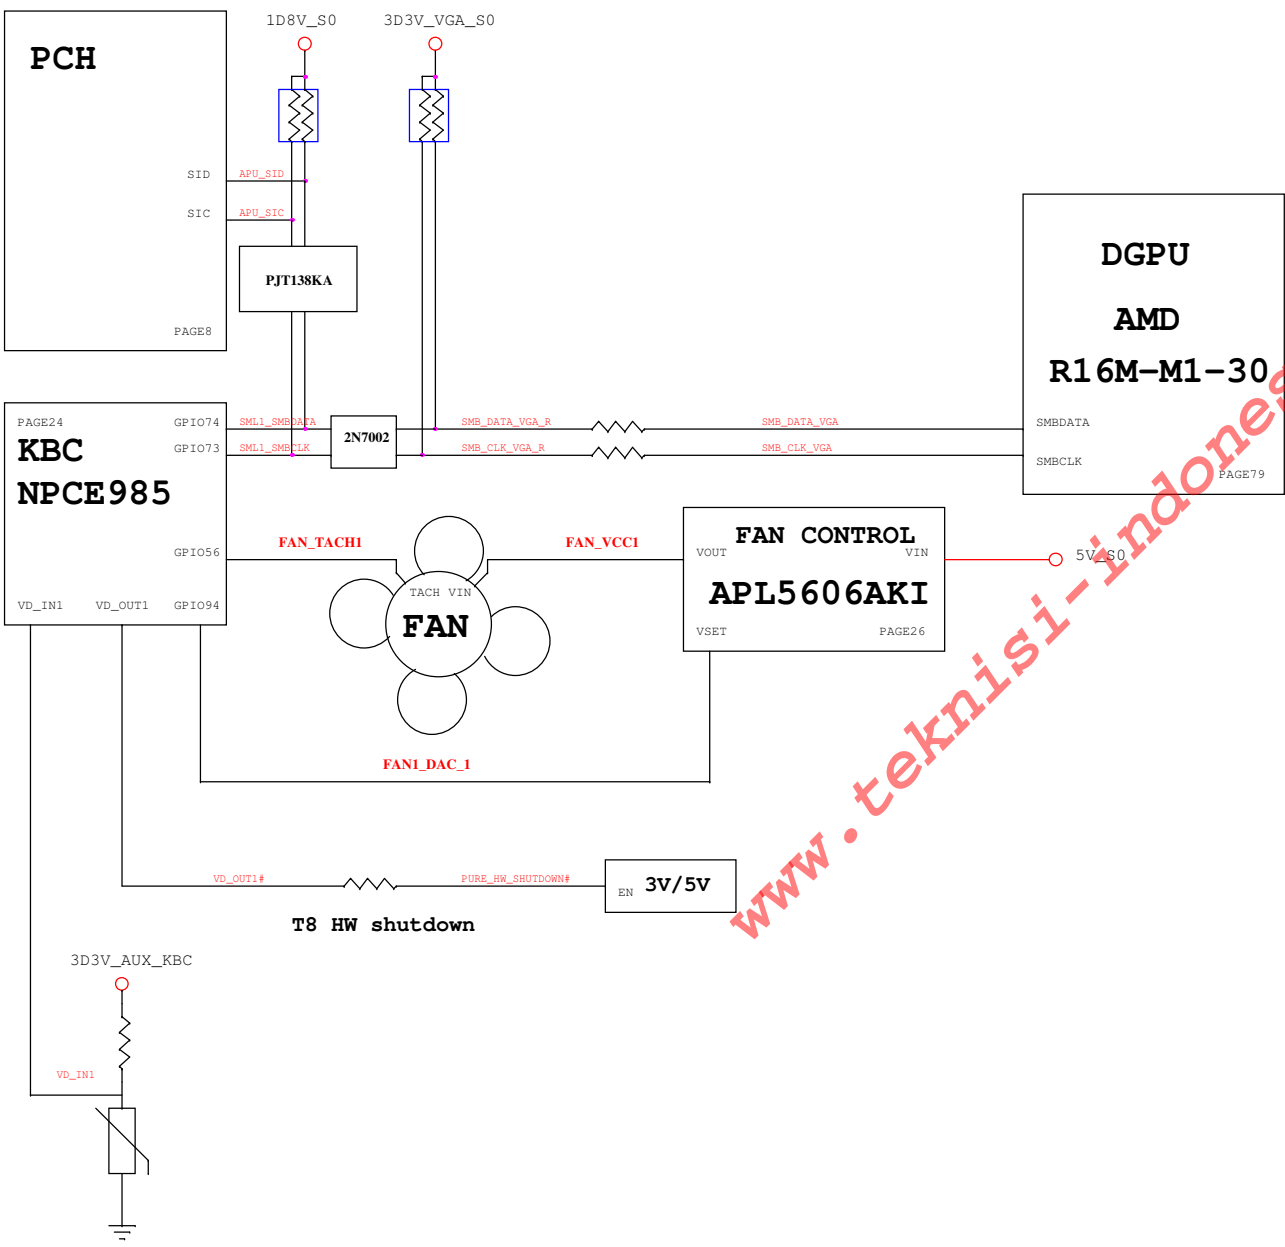 1D8V_S0
3D3V_VGA_S0
PCH
SID
APU_SID
SIC
APU_SIC
PJT138KA
PAGE8
DGPU
AMD
R16M-M1-30
SMBDATA
SMBCLK
PAGE79
PAGE24
KBC
NPCE985
GPIO74
SML1_SMBDATA
GPIO73
SML1_SMBCLK
2N7002
SMB_DATA_VGA_R
SMB_DATA_VGA
SMB_CLK_VGA_R
SMB_CLK_VGA
GPIO56
FAN_TACH1
FAN_VCC1
VD_IN1
VD_OUT1
GPIO94
TACH VIN
FAN
FAN CONTROL
VOUT
VIN
5V_S0
APL5606AKI
VSET
PAGE26
FAN1_DAC_1
VD_OUT1#
PURE_HW_SHUTDOWN#
EN
3V/5V
T8 HW shutdown
3D3V_AUX_KBC
VD_IN1
www.teknisi-indones